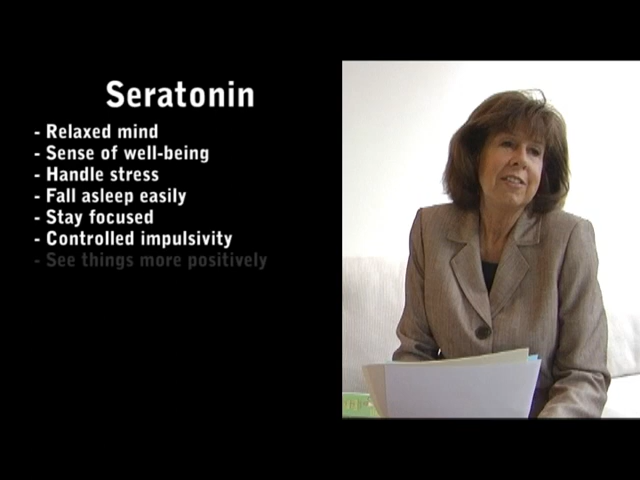 Seratonin
- Relaxed mind
- Sense of well-being
- Handle stress
- Fall asleep easily
- Stay focused
- Controlled impulsivity
- See things more positively